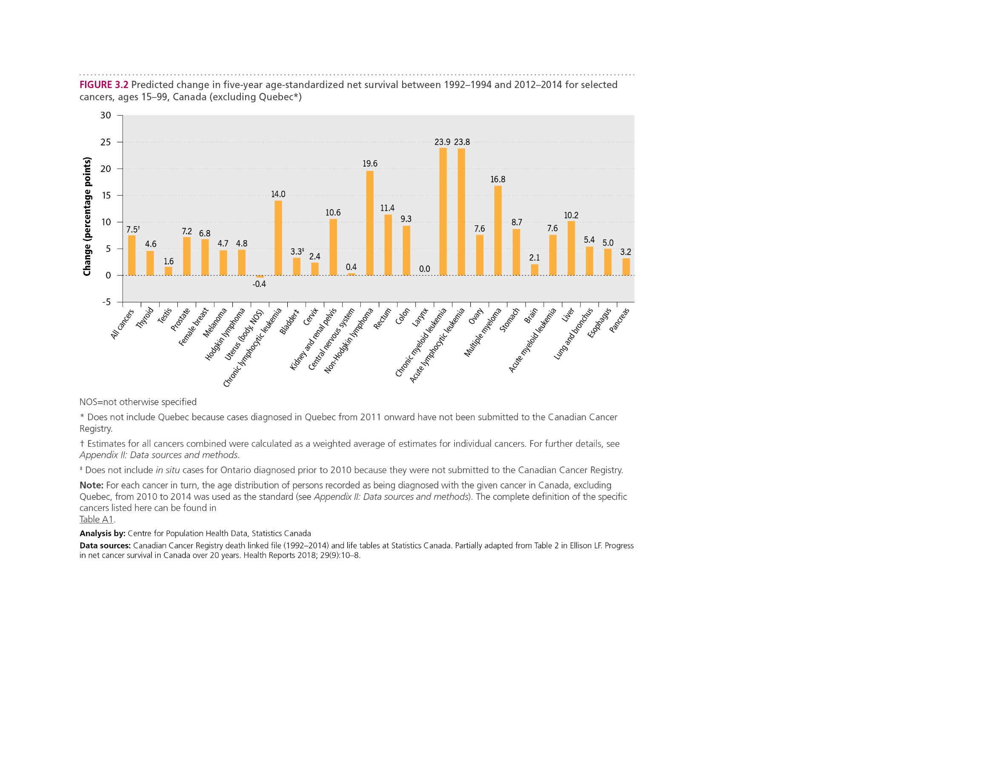 FIGURE 3.2 Predicted change in five-year age-standardized net survival between 1992–1994 and 2012–2014 for selected
cancers, ages 15–99, Canada (excluding Quebec*)
Change (percentage points)
30
25
20
15
10
5
0
-5
7.5†
4.6
1.6
7.2
6.8
4.7
4.8
-0.4
14.0
3.3‡
2.4
10.6
0.4
19.6
11.4
9.3
0.0
23.9
23.8
7.6
16.8
8.7
2.1
7.6
10.2
5.4
5.0
3.2
All cancers
Thyroid
Testis
Prostate
Female breast
Melanoma
Hodgkin lymphoma
Uterus (body, NOS)
Chronic lymphocytic leukemia
Bladder‡
Cervix
Kidney and renal pelvis
Central nervous system
Non-Hodgkin lymphoma
Rectum
Colon
Larynx
Chronic myeloid leukemia
Acute lymphocytic leukemia
Ovary
Multiple myeloma
Stomach
Brain
Acute myeloid leukemia
Liver
Lung and bronchus
Esophagus
Pancreas
NOS=not otherwise specified
* Does not include Quebec because cases diagnosed in Quebec from 2011 onward have not been submitted to the Canadian Cancer
Registry.
† Estimates for all cancers combined were calculated as a weighted average of estimates for individual cancers. For further details, see
Appendix II: Data sources and methods.
‡ Does not include in situ cases for Ontario diagnosed prior to 2010 because they were not submitted to the Canadian Cancer Registry.
Note: For each cancer in turn, the age distribution of persons recorded as being diagnosed with the given cancer in Canada, excluding
Quebec, from 2010 to 2014 was used as the standard (see Appendix II: Data sources and methods). The complete definition of the specific
cancers listed here can be found in
Table A1.
Analysis by: Centre for Population Health Data, Statistics Canada
Data sources: Canadian Cancer Registry death linked file (1992–2014) and life tables at Statistics Canada. Partially adapted from Table 2 in Ellison LF. Progress
in net cancer survival in Canada over 20 years. Health Reports 2018; 29(9):10–8.